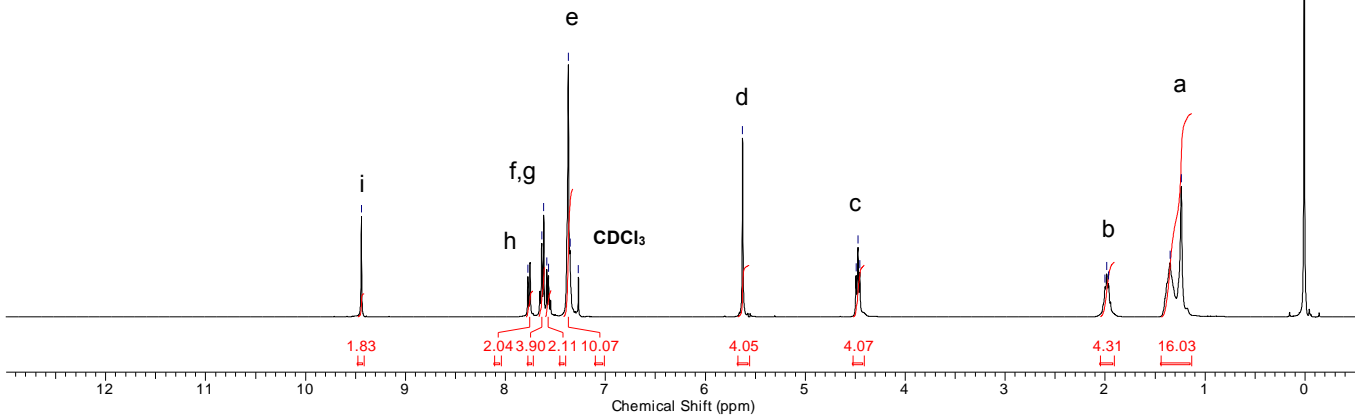 e
a
d
f,g
i
c
b
h
CDCl₃
1.83 2.04 3.90 2.11 10.07 4.05 4.07 4.31 16.03
12 11 10 9 8 7 6 5 4 3 2 1 0
Chemical Shift (ppm)